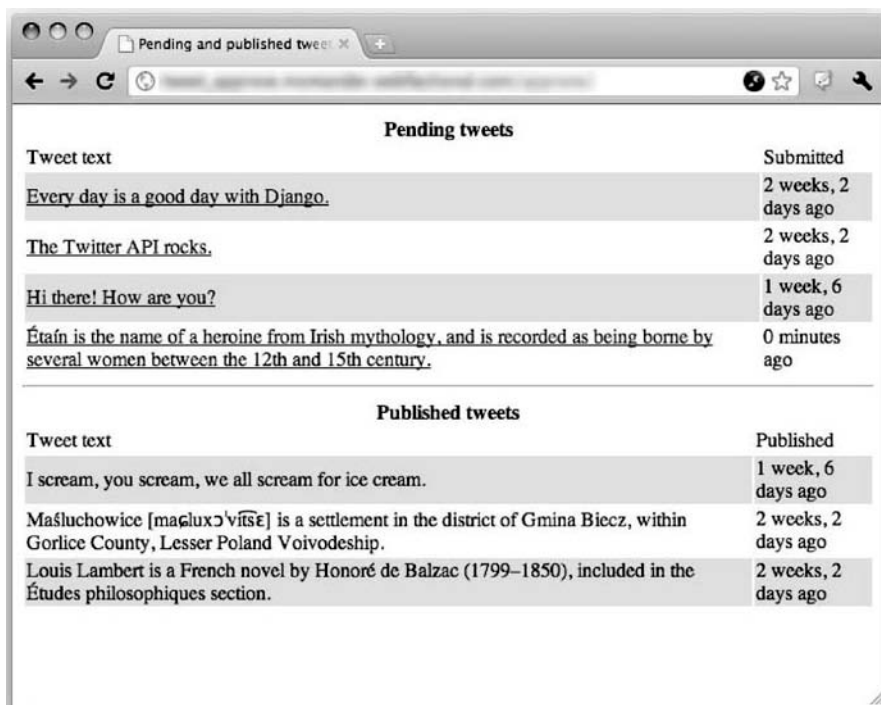 Pending and published twee
Pending tweets
Tweet text Submitted
Every day is a good day with Django. 2 weeks, 2
days ago
The Twitter API rocks. 2 weeks, 2
days ago
Hi there! How are you? 1 week, 6
days ago
Étaín is the name of a heroine from Irish mythology, and is recorded as being borne by 0 minutes
several women between the 12th and 15th century. ago
Published tweets
Tweet text Published
I scream, you scream, we all scream for ice cream. 1 week, 6
days ago
Maśluchowice [maɕluxɔˈvit͡sɛ] is a settlement in the district of Gmina Biecz, within 2 weeks, 2
Gorlice County, Lesser Poland Voivodeship. days ago
Louis Lambert is a French novel by Honoré de Balzac (1799–1850), included in the 2 weeks, 2
Études philosophiques section. days ago